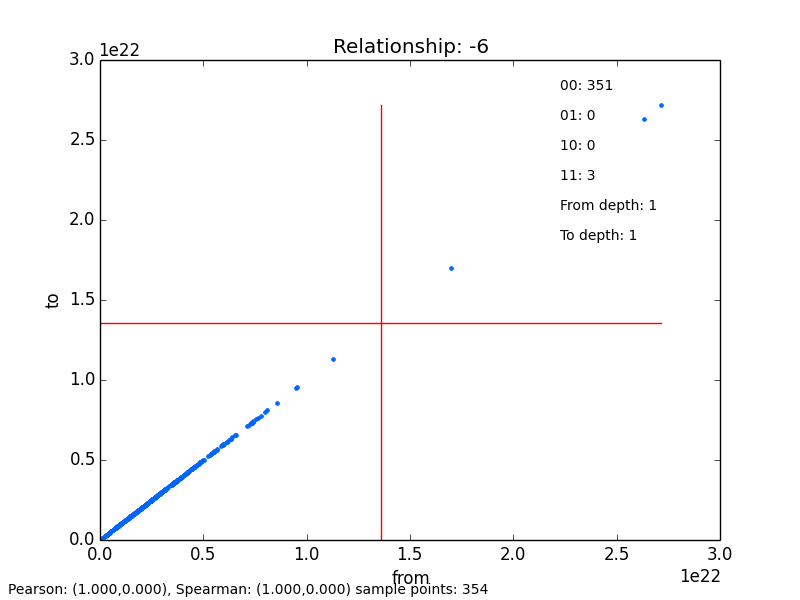 Relationship: -6
1e22
3.0
2.5
2.0
1.5
1.0
0.5
0.0
to
00: 351
01: 0
10: 0
11: 3
From depth: 1
To depth: 1
0.0 0.5 1.0 1.5 2.0 2.5 3.0
from
1e22
Pearson: (1.000,0.000), Spearman: (1.000,0.000) sample points: 354